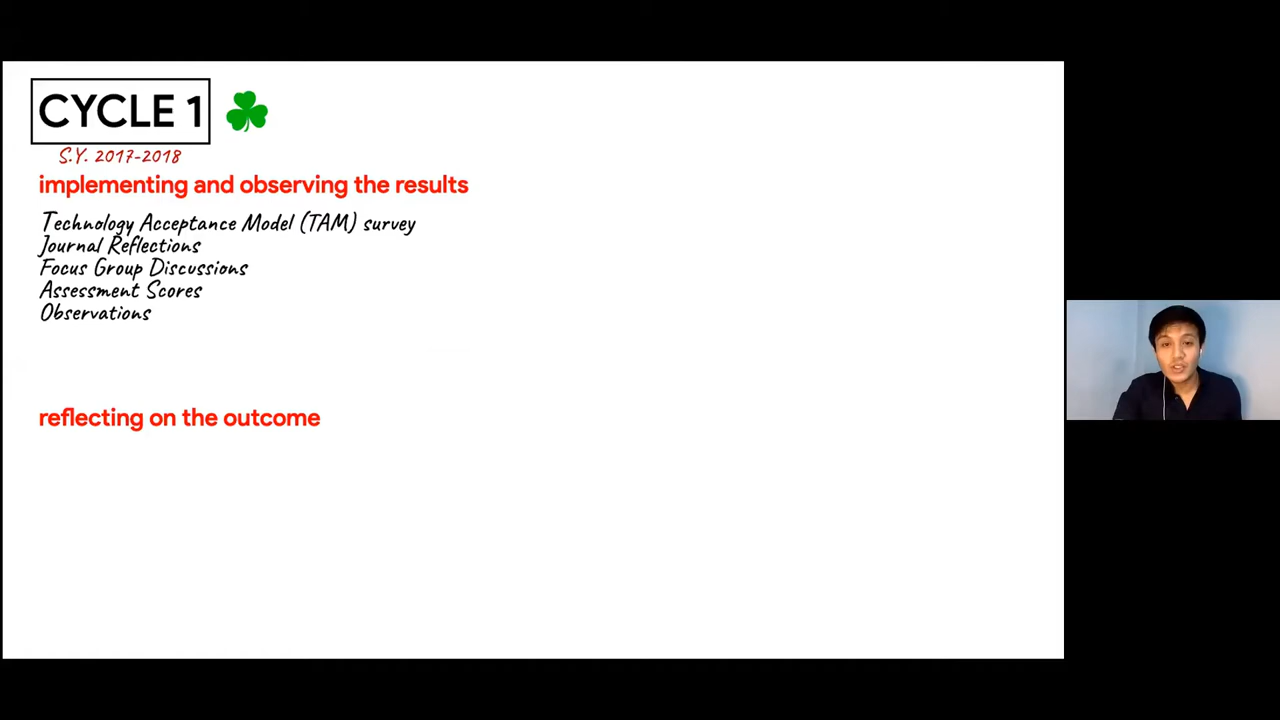 CYCLE 1
S.Y. 2017-2018
implementing and observing the results
Technology Acceptance Model (TAM) survey
Journal Reflections
Focus Group Discussions
Assessment Scores
Observations
reflecting on the outcome